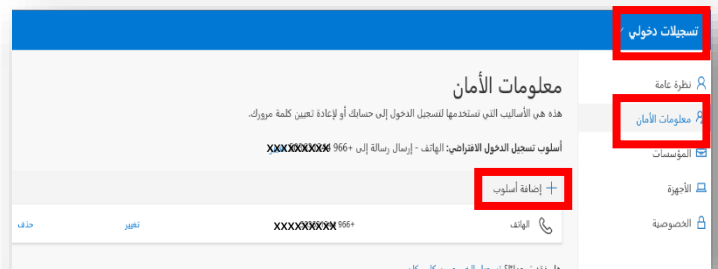 تسجيلات دخولي
نظرة عامة
معلومات الأمان
المؤسسات
الأجهزة
الخصوصية
معلومات الأمان
هذه هي الأساليب التي تستخدمها لتسجيل الدخول إلى حسابك أو لإعادة تعيين كلمة مرورك.
أسلوب تسجيل الدخول الافتراضي: الهاتف - إرسال رسالة إلى +966 XXXXXXXXX
+ إضافة أسلوب
الهاتف +966 XXXXXXXXX تغيير حذف